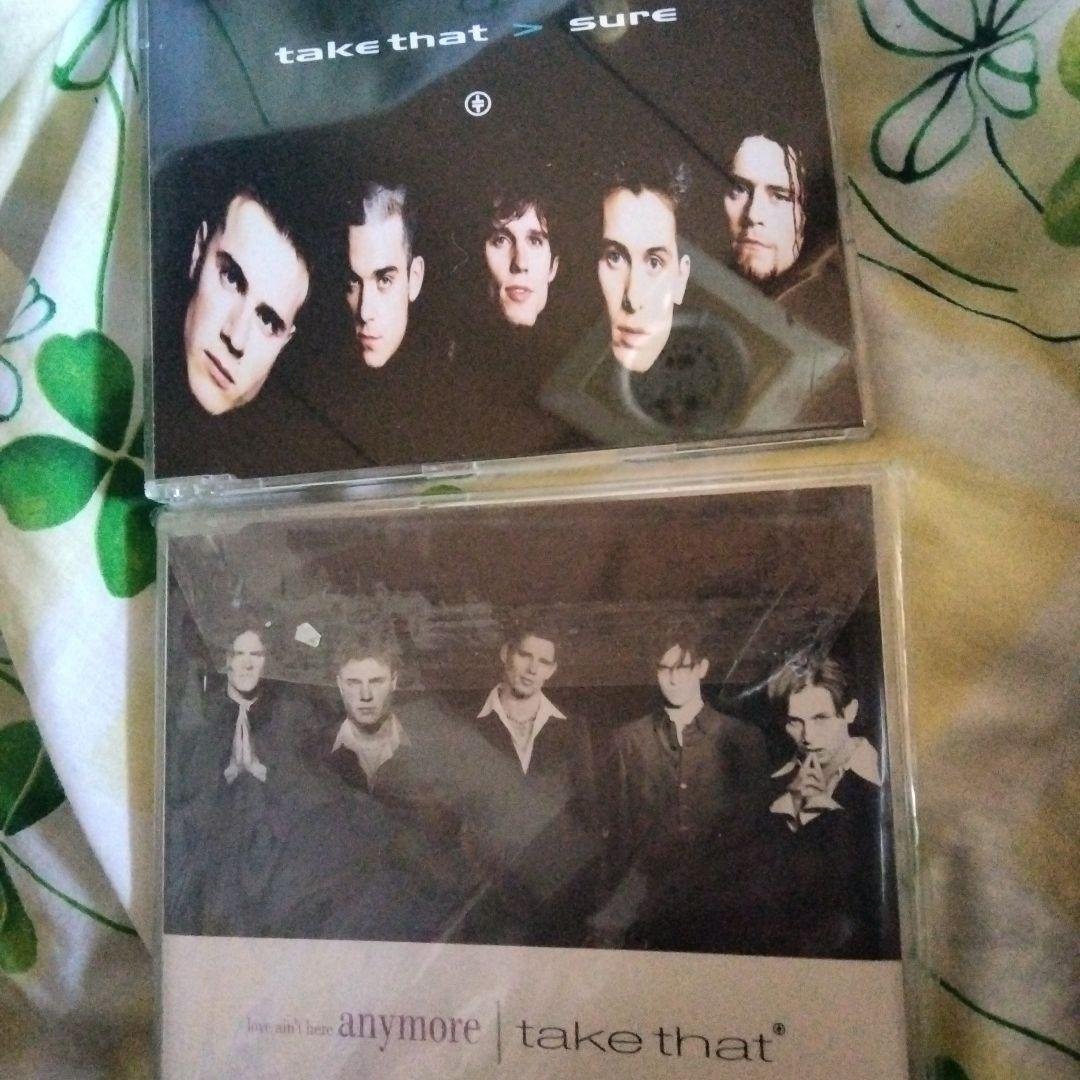 take that > sure
love ain't here anymore | take that